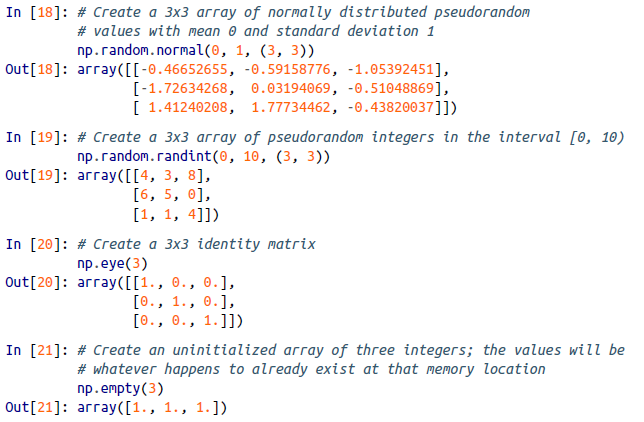 In [18]: # Create a 3x3 array of normally distributed pseudorandom
# values with mean 0 and standard deviation 1
np.random.normal(0, 1, (3, 3))
Out[18]: array([[-0.46652655, -0.59158776, -1.05392451],
[-1.72634268, 0.03194069, -0.51048869],
[ 1.41240208, 1.77734462, -0.43820037]])
In [19]: # Create a 3x3 array of pseudorandom integers in the interval [0, 10)
np.random.randint(0, 10, (3, 3))
Out[19]: array([[4, 3, 8],
[6, 5, 0],
[1, 1, 4]])
In [20]: # Create a 3x3 identity matrix
np.eye(3)
Out[20]: array([[1., 0., 0.],
[0., 1., 0.],
[0., 0., 1.]])
In [21]: # Create an uninitialized array of three integers; the values will be
# whatever happens to already exist at that memory location
np.empty(3)
Out[21]: array([1., 1., 1.])